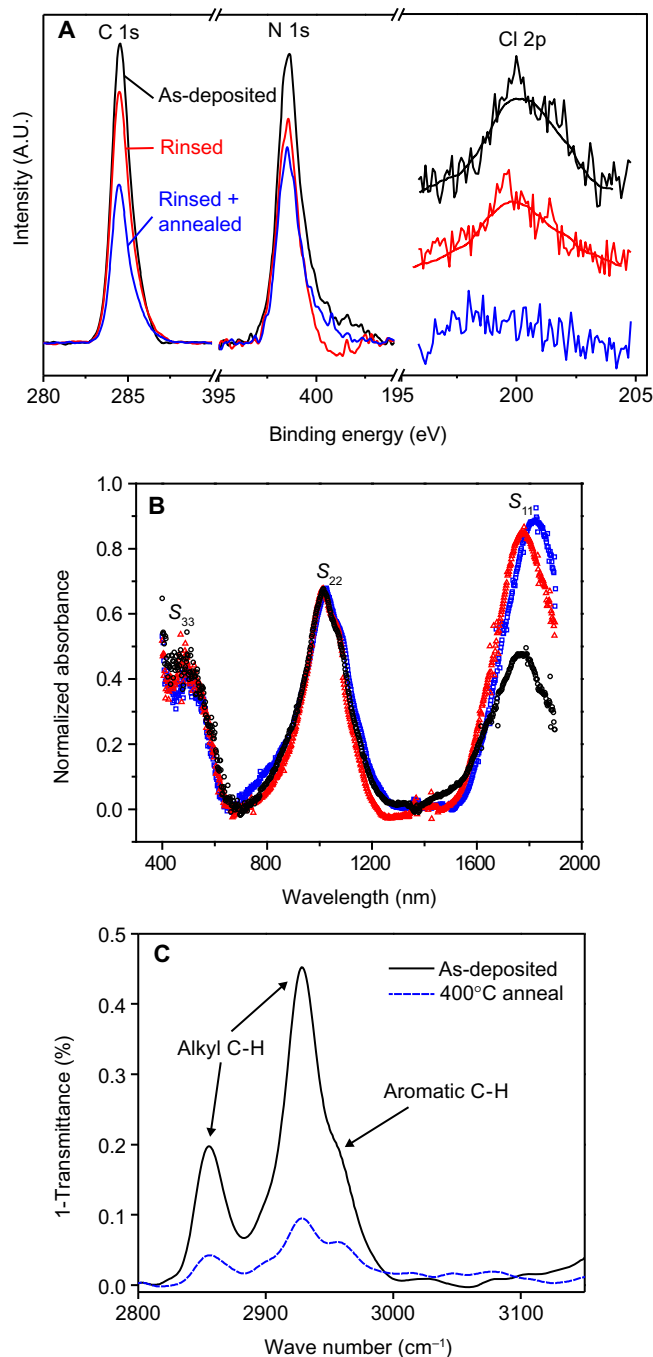 A
C 1s
N 1s
Cl 2p
As-deposited
Rinsed
Rinsed +
annealed
Intensity (A.U.)
280 285 395 400 195 200 205
Binding energy (eV)
B
S11
S22
S33
1.0
0.8
0.6
0.4
0.2
0.0
Normalized absorbance
400 800 1200 1600 2000
Wavelength (nm)
C
As-deposited
400°C anneal
Alkyl C-H
Aromatic C-H
0.5
0.4
0.3
0.2
0.1
0.0
1-Transmittance (%)
2800 2900 3000 3100
Wave number (cm⁻¹)